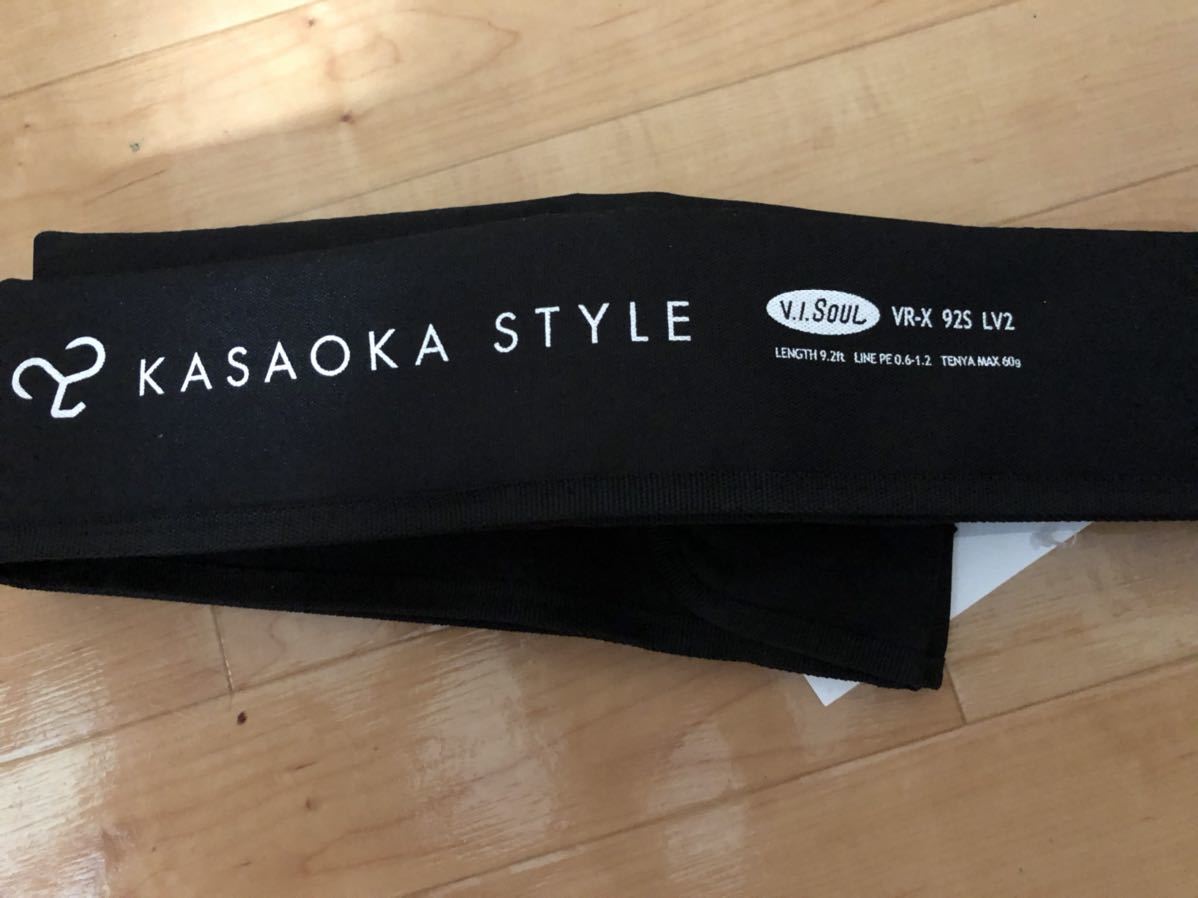 KASAOKA STYLE
V.I.SOUL VR-X 92S LV2
LENGTH 9.2ft LINE PE 0.6-1.2 TENYA MAX 60g